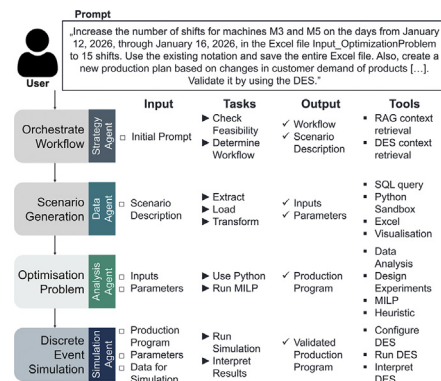 Prompt
„Increase the number of shifts for machines M3 and M5 on the days from January
12, 2026, through January 16, 2026, in the Excel file Input_OptimizationProblem
to 15 shifts. Use the existing notation and save the entire Excel file. Also, create a
new production plan based on changes in customer demand of products […].
Validate it by using the DES.”
User
Input
Tasks
Output
Tools
Orchestrate
Workflow
Strategy
Agent
Initial Prompt
Check
Feasibility
Determine
Workflow
Workflow
Scenario
Description
RAG context
retrieval
DES context
retrieval
Scenario
Generation
Data
Agent
Scenario
Description
Extract
Load
Transform
Inputs
Parameters
SQL query
Python
Sandbox
Excel
Visualisation
Optimisation
Problem
Analysis
Agent
Inputs
Parameters
Use Python
Run MILP
Production
Program
Data
Analysis
Design
Experiments
MILP
Heuristic
Discrete
Event
Simulation
Simulation
Agent
Production
Program
Parameters
Data for
Simulation
Run
Simulation
Interpret
Results
Validated
Production
Program
Configure
DES
Run DES
Interpret
DES